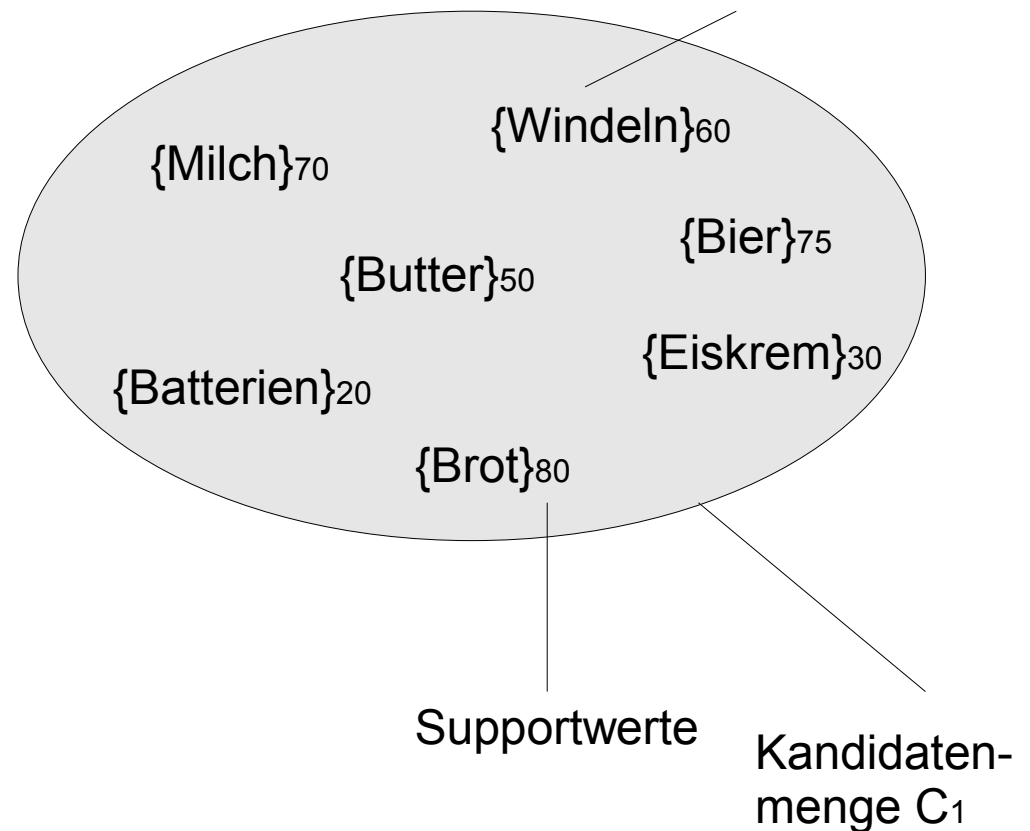 {Windeln}60
{Milch}70
{Bier}75
{Butter}50
{Eiskrem}30
{Batterien}20
{Brot}80
Supportwerte
Kandidaten-
menge C1